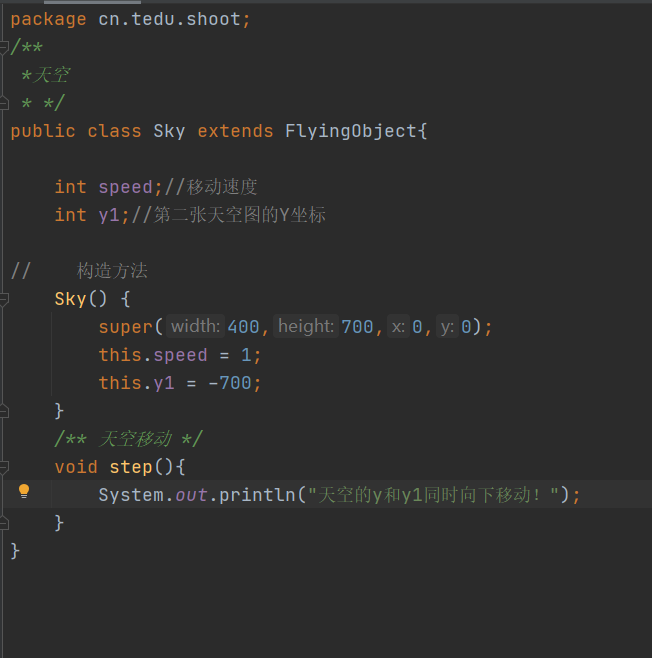 package cn.tedu.shoot;
/**
*天空
* */
public class Sky extends FlyingObject{
int speed;//移动速度
int y1;//第二张天空图的Y坐标
// 构造方法
Sky() {
super( width: 400, height: 700, x: 0, y: 0);
this.speed = 1;
this.y1 = -700;
}
/** 天空移动 */
void step(){
System.out.println("天空的y和y1同时向下移动！");
}
}